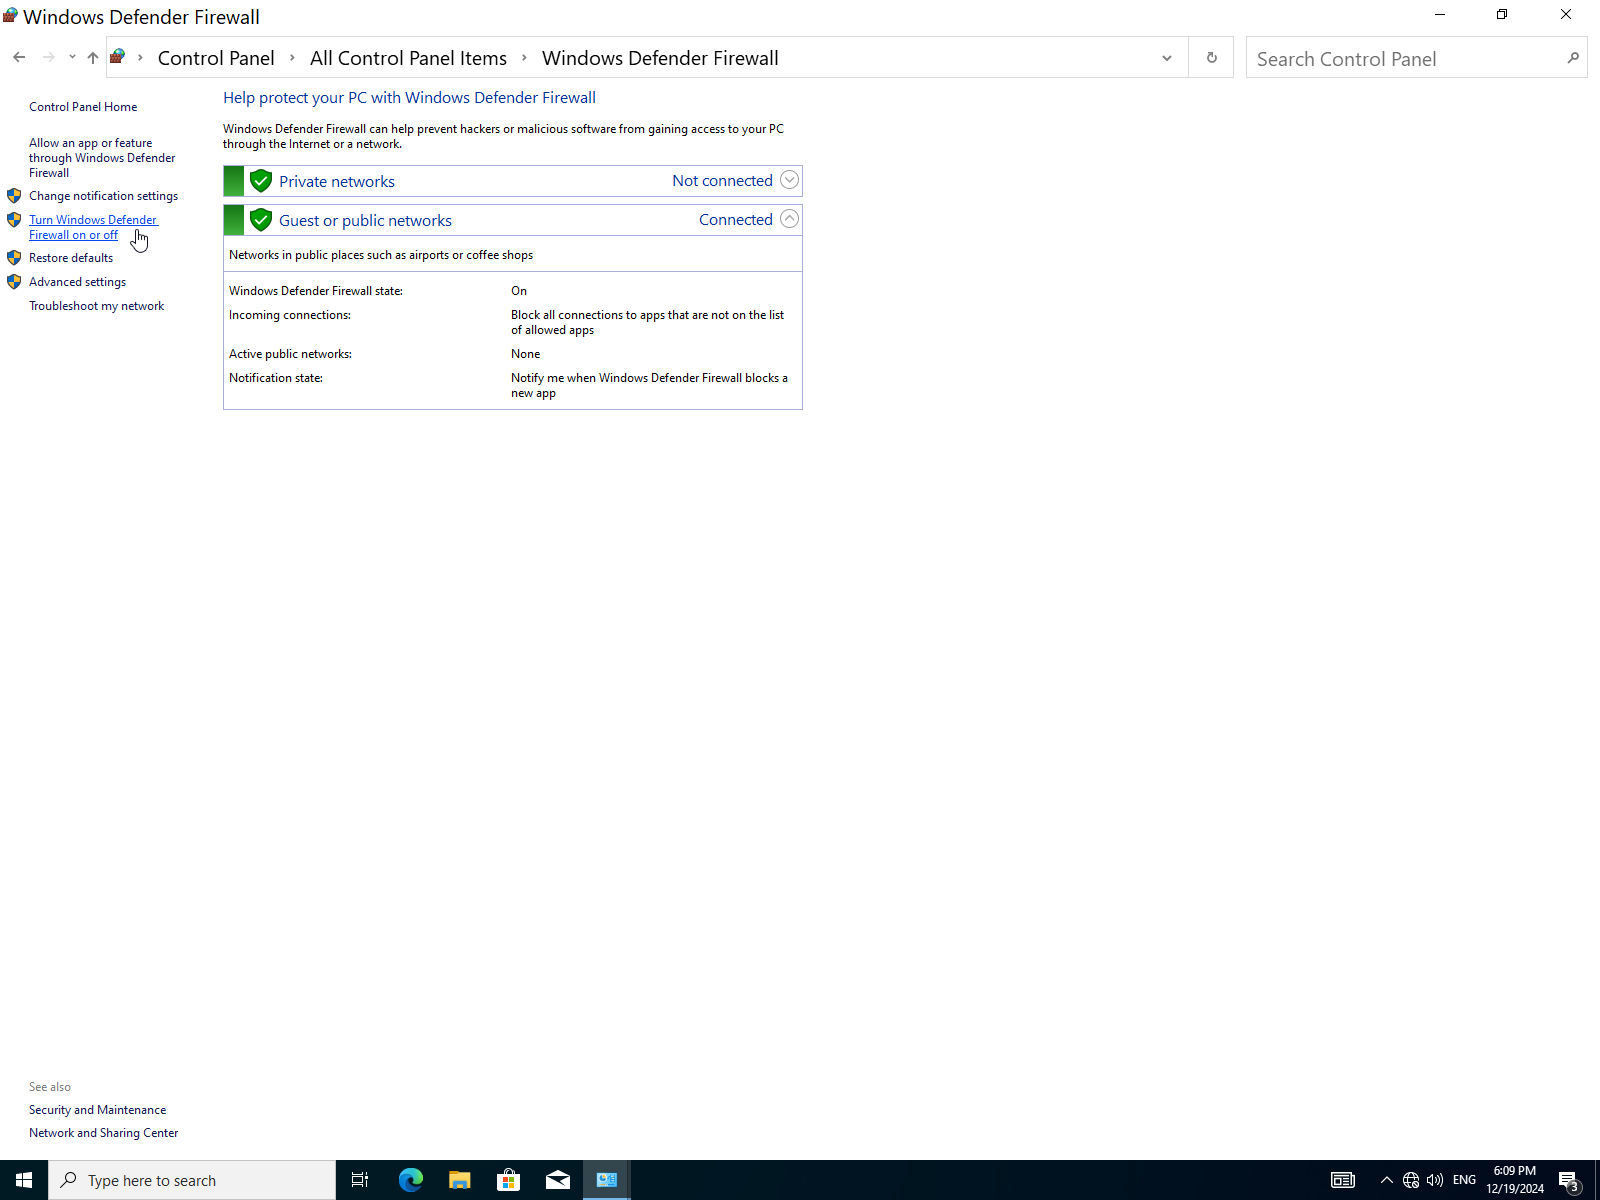 Windows Defender Firewall
Control Panel
All Control Panel Items
Windows Defender Firewall
Search Control Panel
Control Panel Home
Allow an app or feature
through Windows Defender
Firewall
Change notification settings
Turn Windows Defender
Firewall on or off
Restore defaults
Advanced settings
Troubleshoot my network
Help protect your PC with Windows Defender Firewall
Windows Defender Firewall can help prevent hackers or malicious software from gaining access to your PC
through the Internet or a network.
Private networks Not connected
Guest or public networks Connected
Networks in public places such as airports or coffee shops
Windows Defender Firewall state: On
Incoming connections: Block all connections to apps that are not on the list
of allowed apps
Active public networks: None
Notification state: Notify me when Windows Defender Firewall blocks a
new app
See also
Security and Maintenance
Network and Sharing Center
Type here to search
ENG
6:09 PM
12/19/2024
3